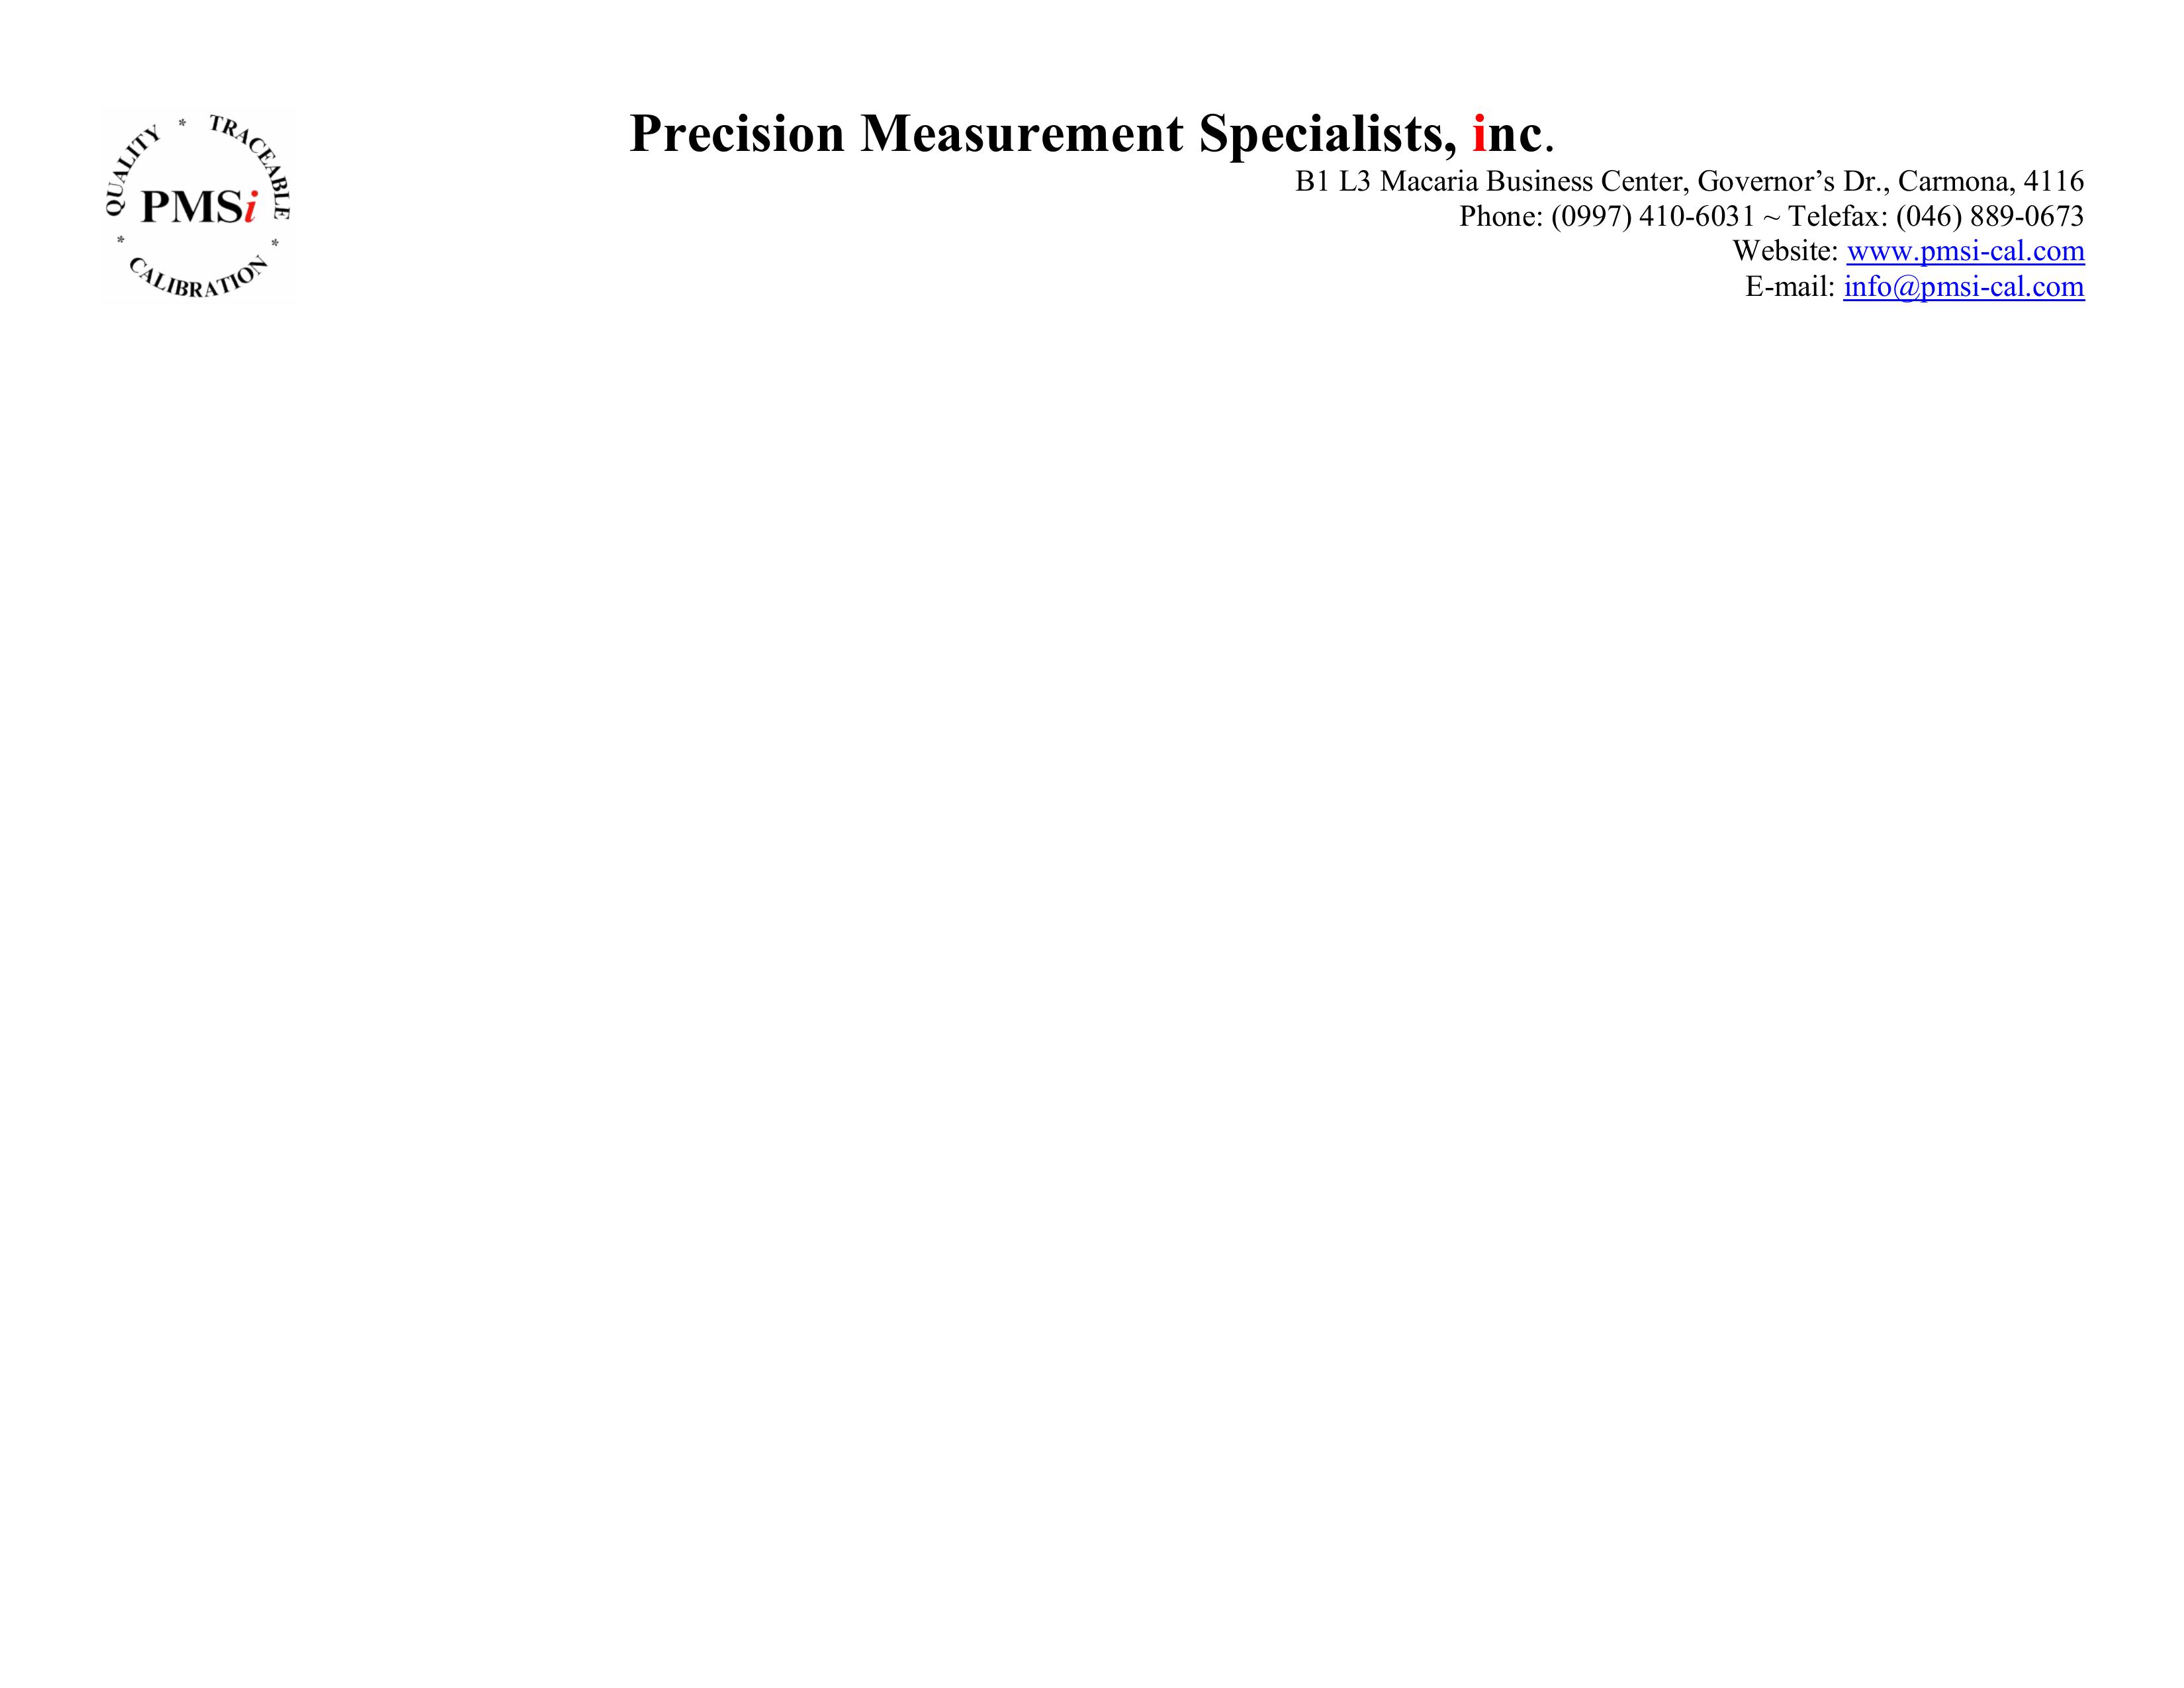 QUALITY * TRACEABLE * CALIBRATION *
PMSi
Precision Measurement Specialists, inc.
B1 L3 Macaria Business Center, Governor’s Dr., Carmona, 4116
Phone: (0997) 410-6031 ~ Telefax: (046) 889-0673
Website: www.pmsi-cal.com
E-mail: info@pmsi-cal.com